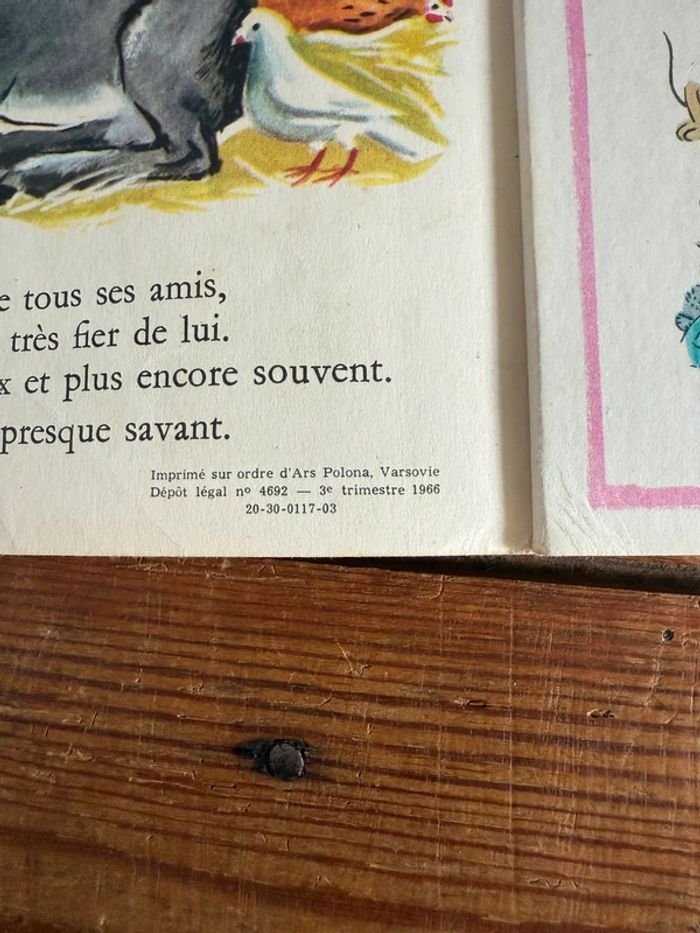 e tous ses amis,
très fier de lui.
x et plus encore souvent.
presque savant.
Imprimé sur ordre d'Ars Polona, Varsovie
Dépôt légal nº 4692 — 3e trimestre 1966
20-30-0117-03